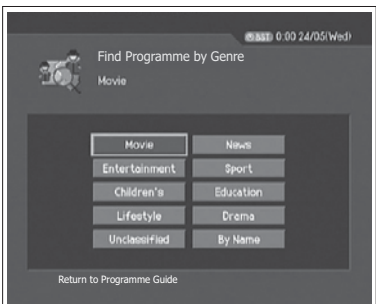 BST 0:00 24/05(Wed)
Find Programme by Genre
Movie
Movie News
Entertainment Sport
Children's Education
Lifestyle Drama
Unclassified By Name
Return to Programme Guide